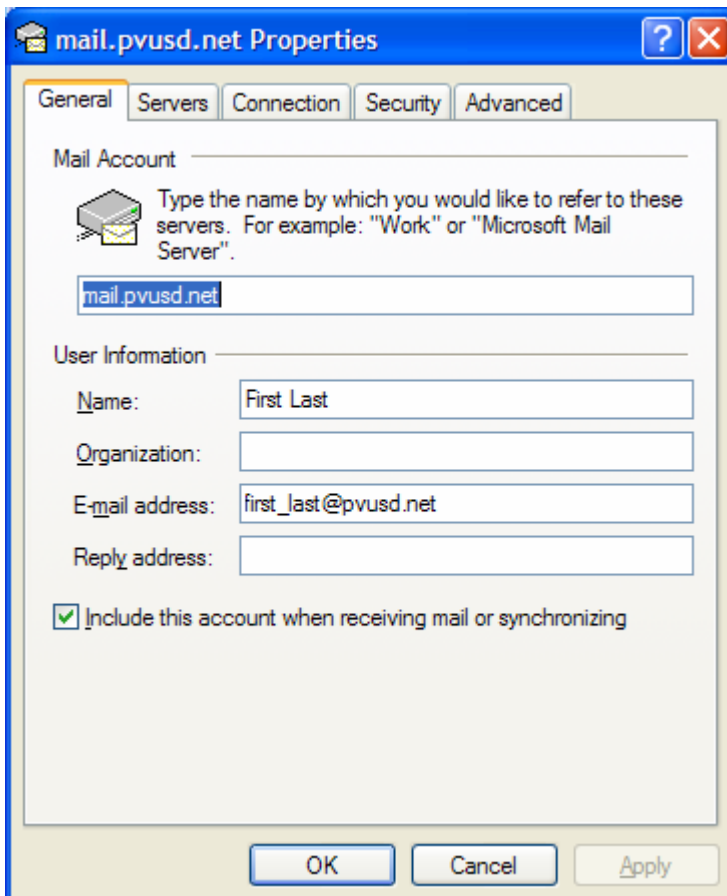 mail.pvusd.net Properties
General Servers Connection Security Advanced
Mail Account
Type the name by which you would like to refer to these
servers. For example: "Work" or "Microsoft Mail
Server".
mail.pvusd.net
User Information
Name: First Last
Organization:
E-mail address: first_last@pvusd.net
Reply address:
Include this account when receiving mail or synchronizing
OK Cancel Apply